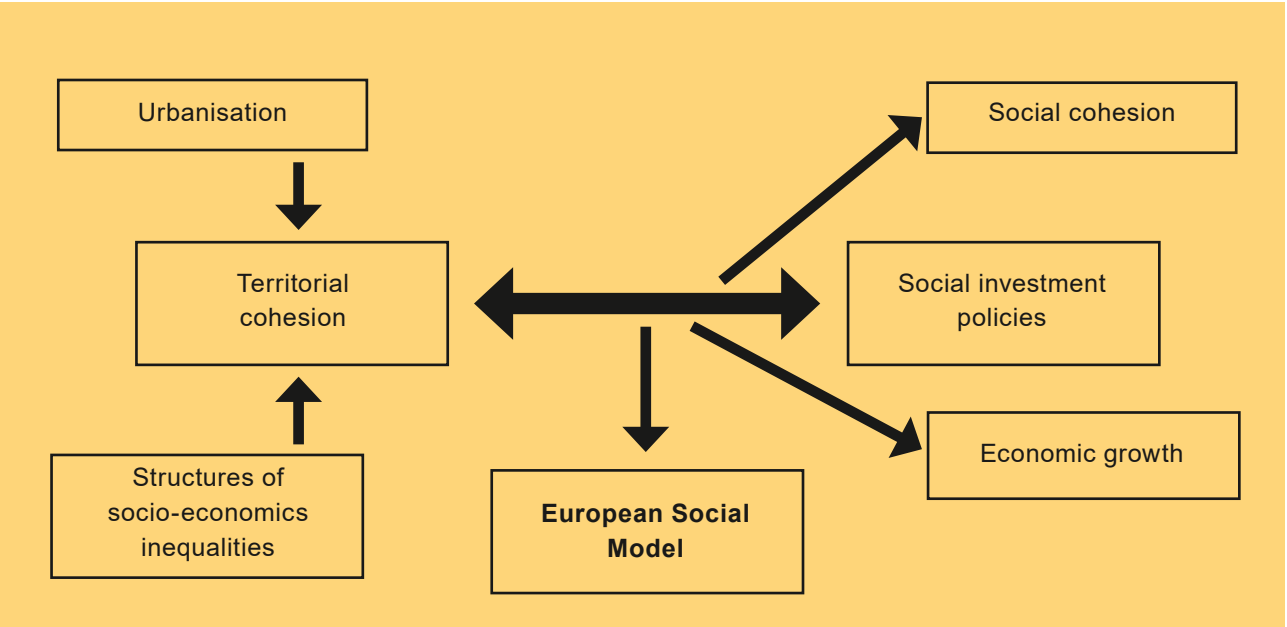 Urbanisation
Social cohesion
Territorial
cohesion
Social investment
policies
Structures of
socio-economics
inequalities
European Social
Model
Economic growth